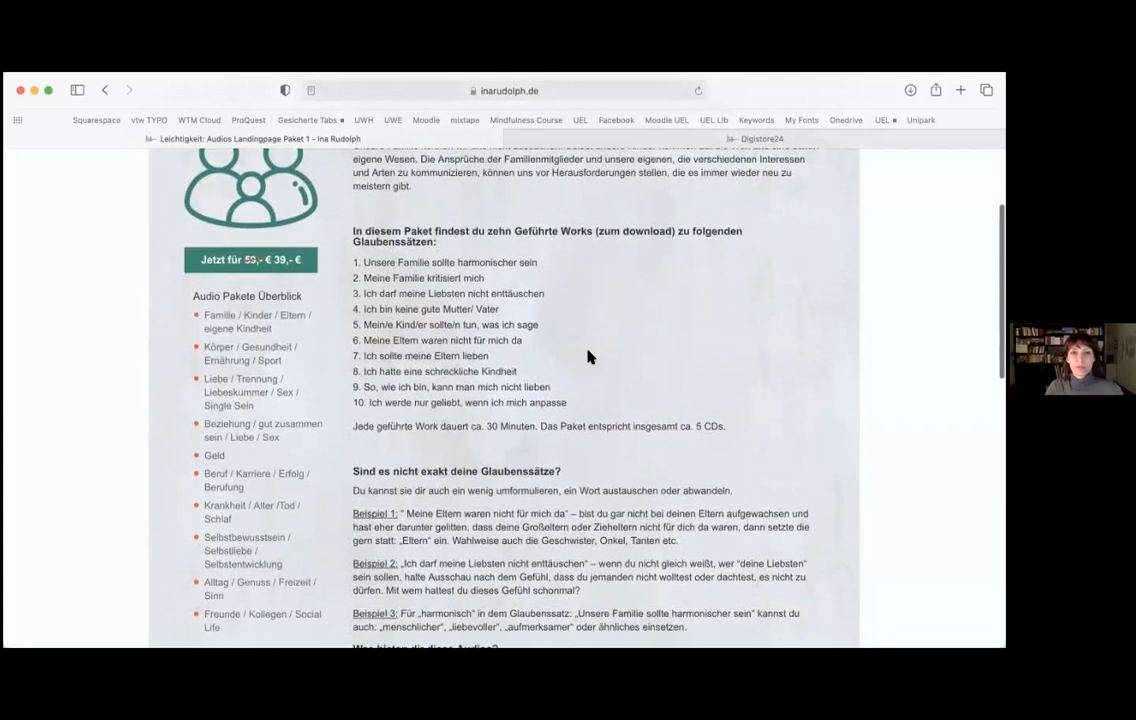 inarudolph.de
Squarespace vtw TYPO WTM Cloud ProQuest Gesicherte Tabs UWH UWE Moodle mixtape Mindfulness Course UEL Facebook Moodle UEL UEL Lib Keywords My Fonts Onedrive UEL Unipark
Leichtigkeit: Audios Landingpage Paket 1 - Ina Rudolph
Digistore24
eigene Wesen. Die Ansprüche der Familienmitglieder und unsere eigenen, die verschiedenen Interessen
und Arten zu kommunizieren, können uns vor Herausforderungen stellen, die es immer wieder neu zu
meistern gibt.
In diesem Paket findest du zehn Geführte Works (zum download) zu folgenden
Glaubenssätzen:
1. Unsere Familie sollte harmonischer sein
2. Meine Familie kritisiert mich
3. Ich darf meine Liebsten nicht enttäuschen
4. Ich bin keine gute Mutter/ Vater
5. Mein/e Kind/er sollte/n tun, was ich sage
6. Meine Eltern waren nicht für mich da
7. Ich sollte meine Eltern lieben
8. Ich hatte eine schreckliche Kindheit
9. So, wie ich bin, kann man mich nicht lieben
10. Ich werde nur geliebt, wenn ich mich anpasse
Jede geführte Work dauert ca. 30 Minuten. Das Paket entspricht insgesamt ca. 5 CDs.
Sind es nicht exakt deine Glaubenssätze?
Du kannst sie dir auch ein wenig umformulieren, ein Wort austauschen oder abwandeln.
Beispiel 1: " Meine Eltern waren nicht für mich da“ – bist du gar nicht bei deinen Eltern aufgewachsen und
hast eher darunter gelitten, dass deine Großeltern oder Zieheltern nicht für dich da waren, dann setzte die
gern statt: „Eltern“ ein. Wahlweise auch die Geschwister, Onkel, Tanten etc.
Beispiel 2: „Ich darf meine Liebsten nicht enttäuschen“ – wenn du nicht gleich weißt, wer “deine Liebsten”
sein sollen, halte Ausschau nach dem Gefühl, dass du jemanden nicht wolltest oder dachtest, es nicht zu
dürfen. Mit wem hattest du dieses Gefühl schonmal?
Beispiel 3: Für „harmonisch“ in dem Glaubenssatz: „Unsere Familie sollte harmonischer sein“ kannst du
auch: „menschlicher“, „liebevoller“, „aufmerksamer“ oder ähnliches einsetzen.
Jetzt für 59,- € 39,- €
Audio Pakete Überblick
Familie / Kinder / Eltern /
eigene Kindheit
Körper / Gesundheit /
Ernährung / Sport
Liebe / Trennung /
Liebeskummer / Sex /
Single Sein
Beziehung / gut zusammen
sein / Liebe / Sex
Geld
Beruf / Karriere / Erfolg /
Berufung
Krankheit / Alter /Tod /
Schlaf
Selbstbewusstsein /
Selbstliebe /
Selbstentwicklung
Alltag / Genuss / Freizeit /
Sinn
Freunde / Kollegen / Social
Life